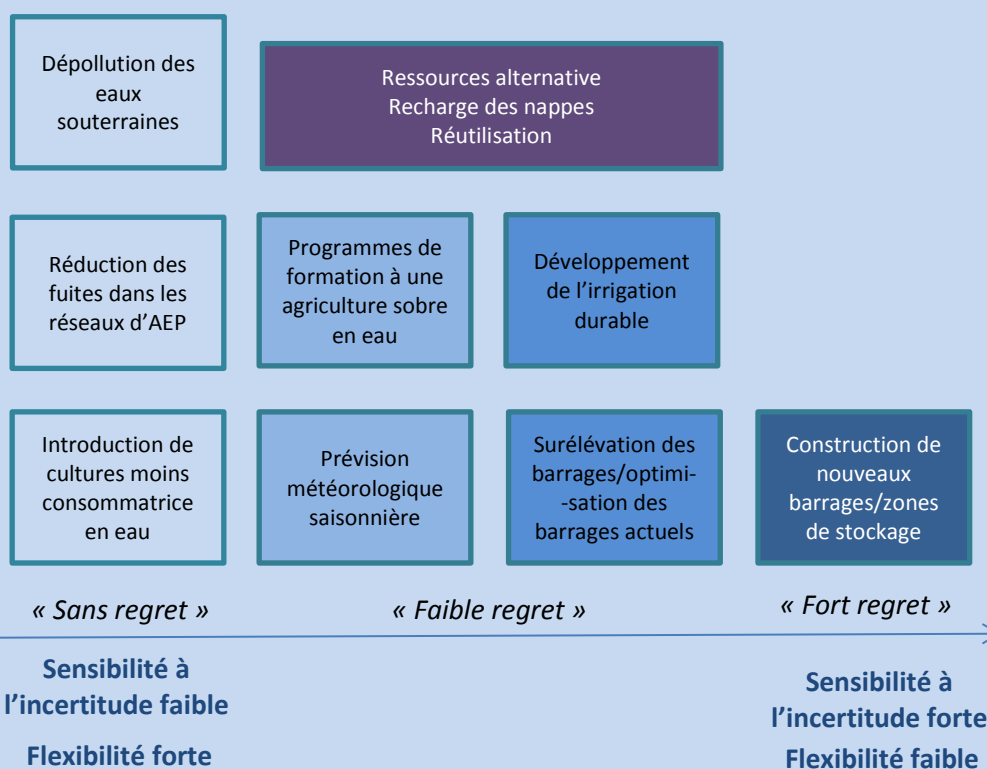 Dépollution des
eaux
souterraines
Ressources alternative
Recharge des nappes
Réutilisation
Réduction des
fuites dans les
réseaux d'AEP
Programmes de
formation à une
agriculture sobre
en eau
Développement
de l'irrigation
durable
Introduction de
cultures moins
consommatrice
en eau
Prévision
météorologique
saisonnière
Surélévation des
barrages/optimi-
-sation des
barrages actuels
Construction de
nouveaux
barrages/zones
de stockage
« Sans regret »
« Faible regret »
« Fort regret »
Sensibilité à
l'incertitude faible
Flexibilité forte
Sensibilité à
l'incertitude forte
Flexibilité faible